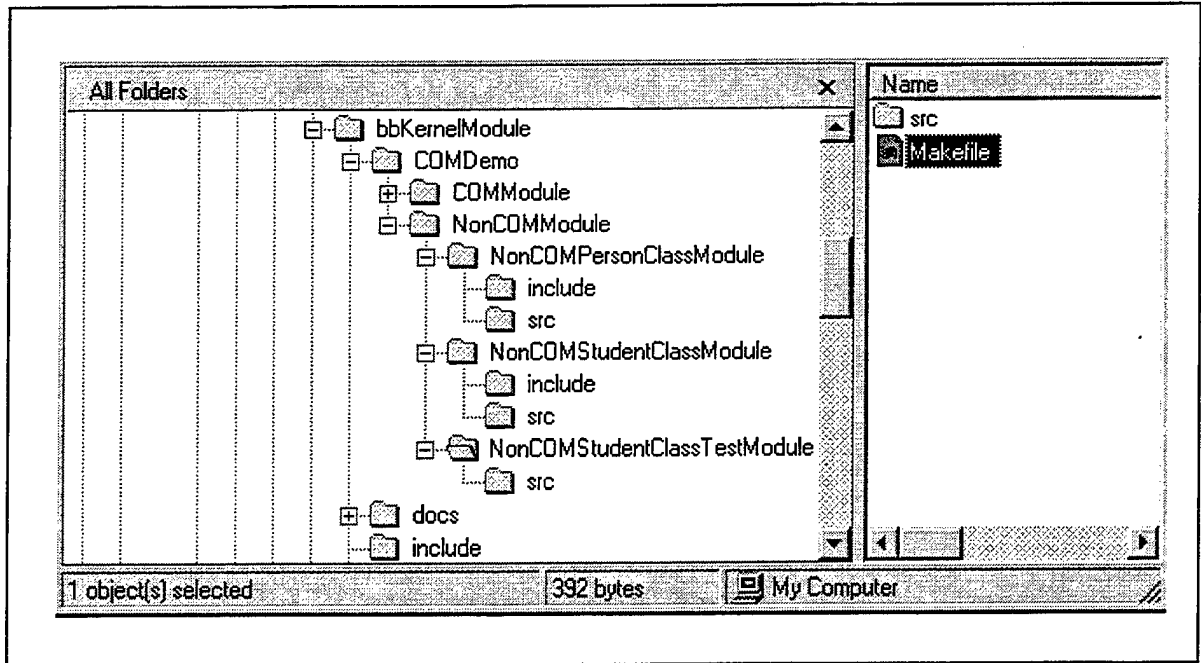 All Folders
bbKernelModule
COMDemo
COMModule
NonCOMModule
NonCOMPersonClassModule
include
src
NonCOMStudentClassModule
include
src
NonCOMStudentClassTestModule
src
docs
include
Name
src
Makefile
1 object(s) selected
392 bytes
My Computer